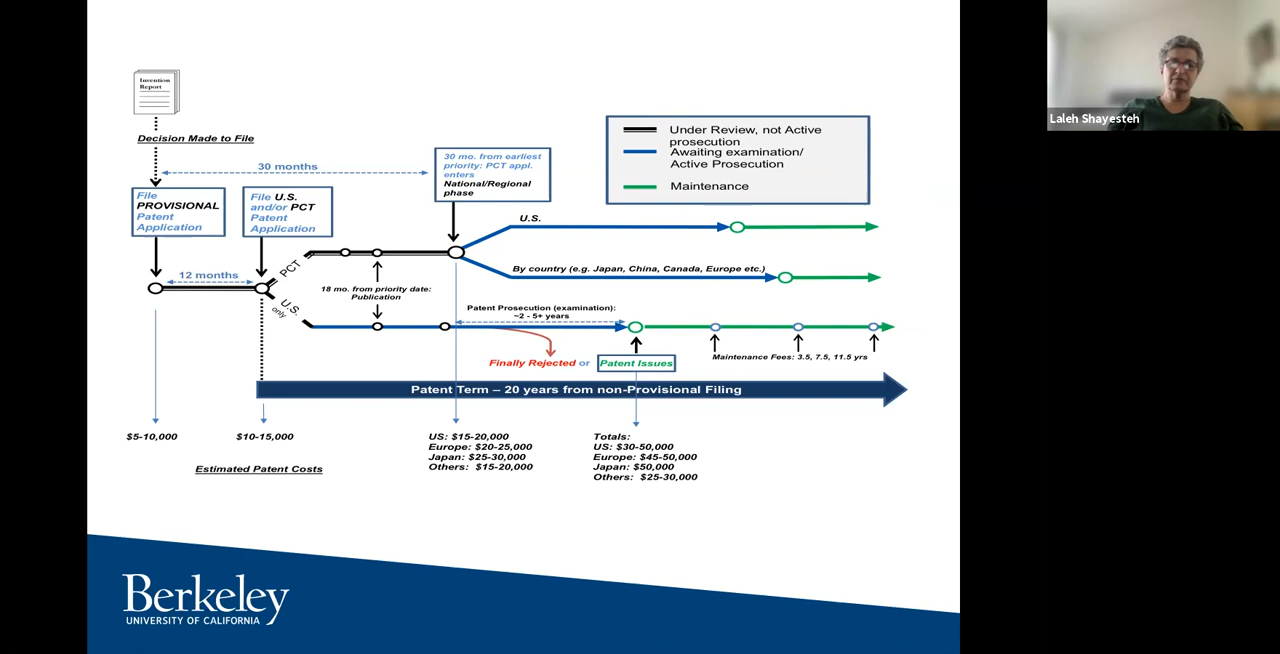 Invention
Report
Decision Made to File
30 months
File
PROVISIONAL
Patent
Application
File U.S.
and/or PCT
Patent
Application
30 mo. from earliest
priority: PCT appl.
enters
National/Regional
phase
Under Review, not Active
prosecution
Awaiting examination/
Active Prosecution
Maintenance
12 months
PCT
U.S.
only
18 mo. from priority date:
Publication
U.S.
By country (e.g. Japan, China, Canada, Europe etc.)
Patent Prosecution (examination):
~2 - 5+ years
Finally Rejected or
Patent Issues
Maintenance Fees: 3.5, 7.5, 11.5 yrs
Patent Term – 20 years from non-Provisional Filing
$5-10,000
$10-15,000
US: $15-20,000
Europe: $20-25,000
Japan: $25-30,000
Others: $15-20,000
Totals:
US: $30-50,000
Europe: $45-50,000
Japan: $50,000
Others: $25-30,000
Estimated Patent Costs
Berkeley
UNIVERSITY OF CALIFORNIA
Laleh Shayesteh